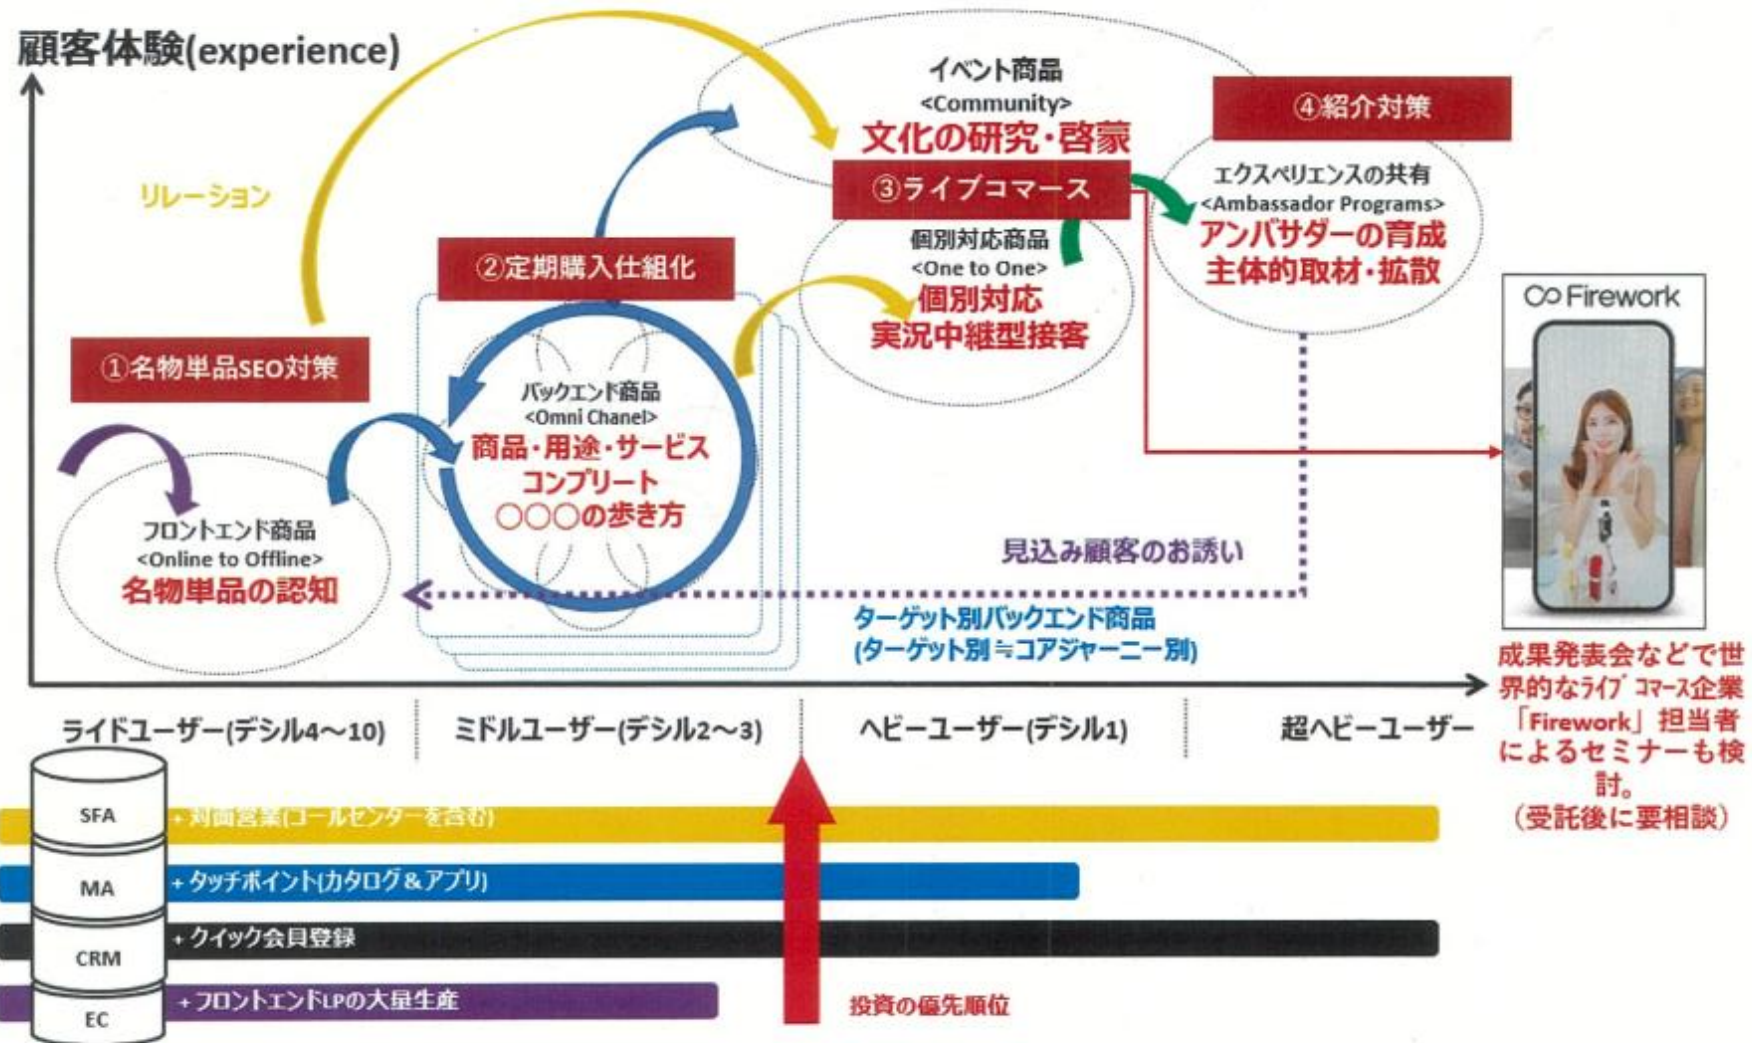 顧客体験(experience)
リレーション
①名物単品SEO対策
フロントエンド商品
<Online to Offline>
名物単品の認知
②定期購入仕組化
バックエンド商品
<Omni Chanel>
商品・用途・サービス
コンプリート
○○○の歩き方
イベント商品
<Community>
文化の研究・啓蒙
③ライブコマース
個別対応商品
<One to One>
個別対応
実況中継型接客
④紹介対策
エクスペリエンスの共有
<Ambassador Programs>
アンバサダーの育成
主体的取材・拡散
見込み顧客のお誘い
ターゲット別バックエンド商品
(ターゲット別≒コアジャーニー別)
Firework
成果発表会などで世
界的なライブコマース企業
「Firework」担当者
によるセミナーも検
討。
（受託後に要相談）
ライドユーザー(デシル4～10)
ミドルユーザー(デシル2～3)
ヘビーユーザー(デシル1)
超ヘビーユーザー
SFA
+ 対面営業(コールセンターを含む)
MA
+ タッチポイント(カタログ＆アプリ)
CRM
+ クイック会員登録
EC
+ フロントエンドLPの大量生産
投資の優先順位